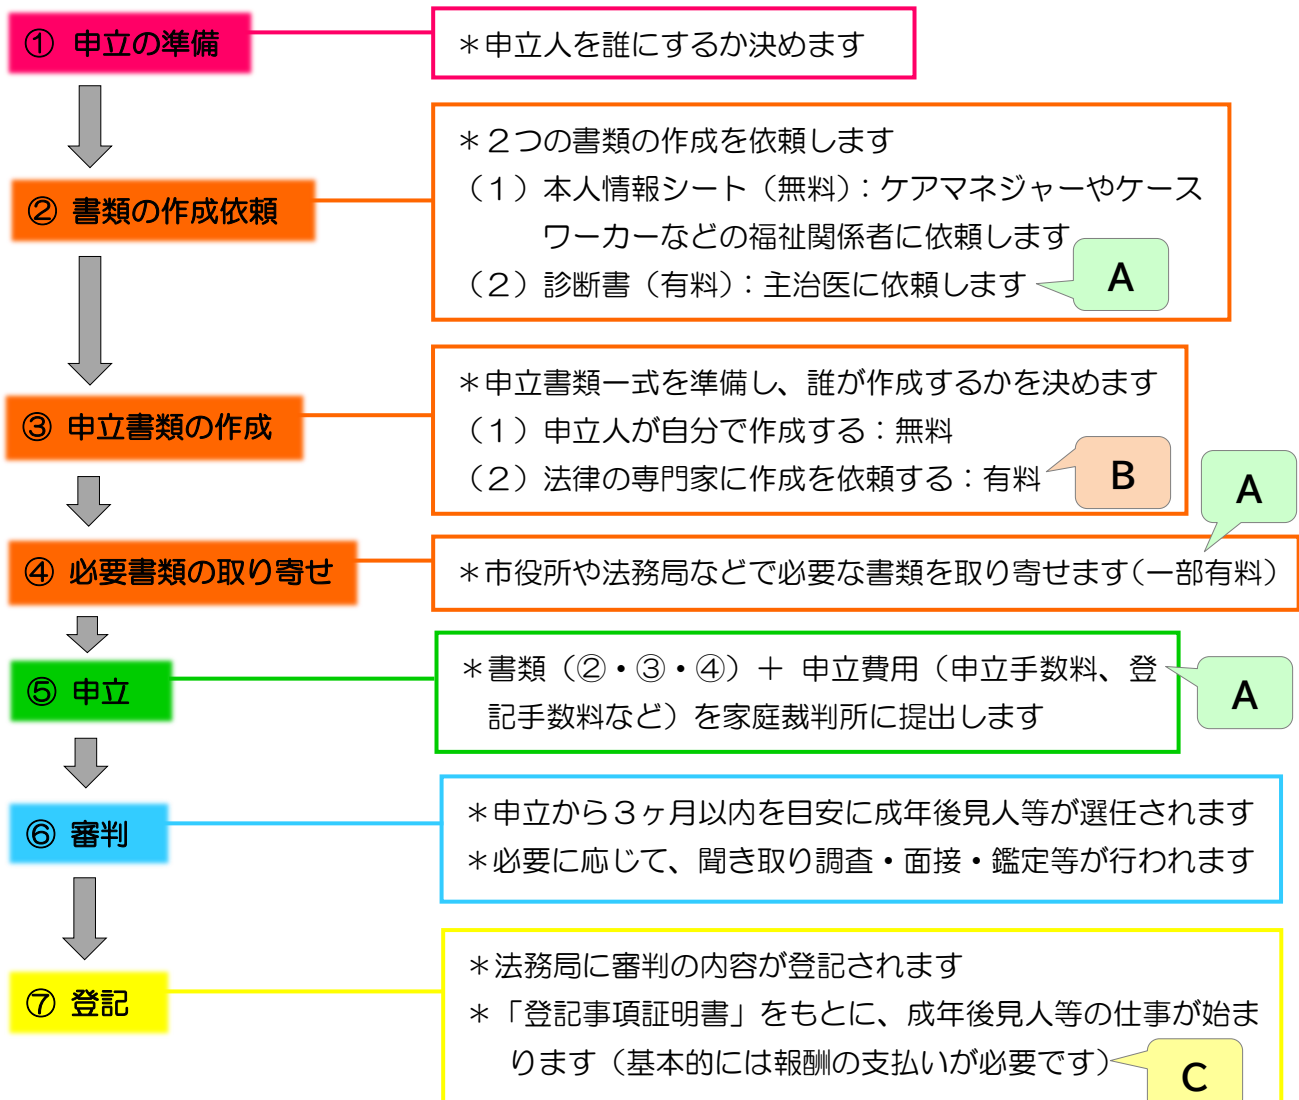 ① 申立の準備
＊申立人を誰にするか決めます
② 書類の作成依頼
＊２つの書類の作成を依頼します
（１）本人情報シート（無料）：ケアマネジャーやケース
ワーカーなどの福祉関係者に依頼します
（２）診断書（有料）：主治医に依頼します
A
③ 申立書類の作成
＊申立書類一式を準備し、誰が作成するかを決めます
（１）申立人が自分で作成する：無料
（２）法律の専門家に作成を依頼する：有料
B
④ 必要書類の取り寄せ
＊市役所や法務局などで必要な書類を取り寄せます（一部有料）
A
⑤ 申立
＊書類（②・③・④）＋ 申立費用（申立手数料、登
記手数料など）を家庭裁判所に提出します
A
⑥ 審判
＊申立から３ヶ月以内を目安に成年後見人等が選任されます
＊必要に応じて、聞き取り調査・面接・鑑定等が行われます
⑦ 登記
＊法務局に審判の内容が登記されます
＊「登記事項証明書」をもとに、成年後見人等の仕事が始ま
ります（基本的には報酬の支払いが必要です）
C